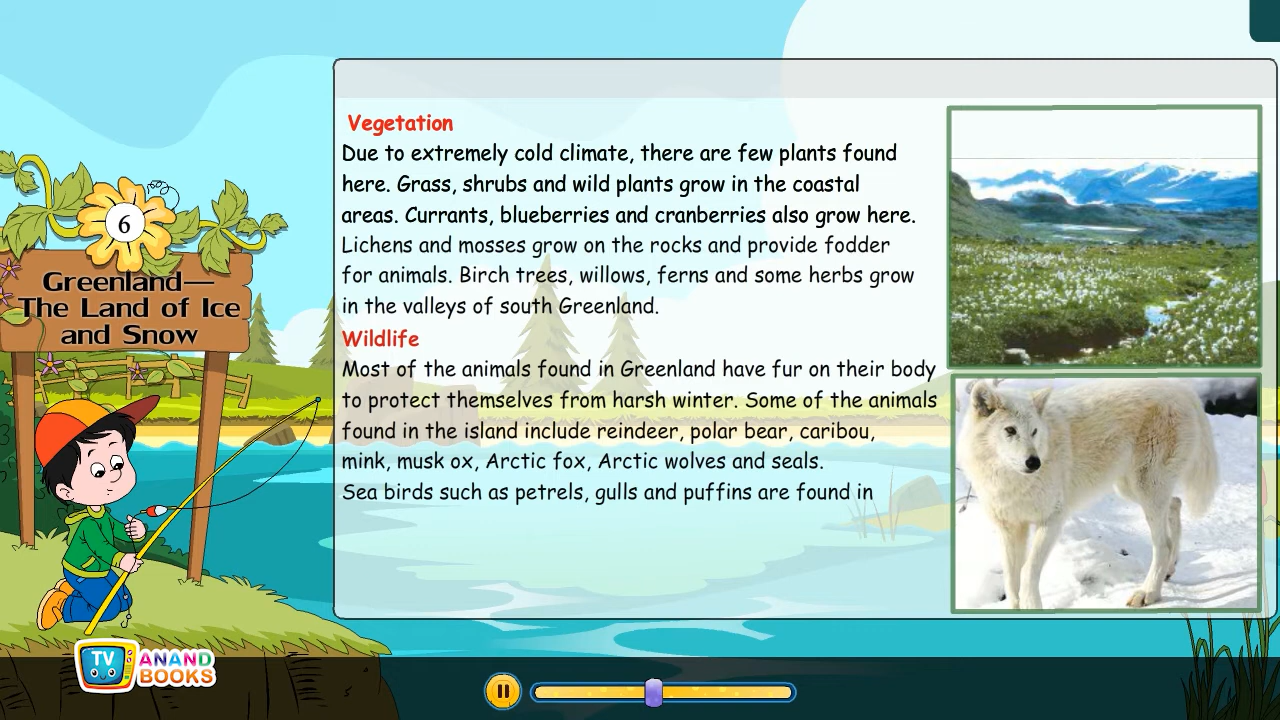 6
Greenland—
The Land of Ice
and Snow
Vegetation
Due to extremely cold climate, there are few plants found
here. Grass, shrubs and wild plants grow in the coastal
areas. Currants, blueberries and cranberries also grow here.
Lichens and mosses grow on the rocks and provide fodder
for animals. Birch trees, willows, ferns and some herbs grow
in the valleys of south Greenland.
Wildlife
Most of the animals found in Greenland have fur on their body
to protect themselves from harsh winter. Some of the animals
found in the island include reindeer, polar bear, caribou,
mink, musk ox, Arctic fox, Arctic wolves and seals.
Sea birds such as petrels, gulls and puffins are found in
TV
ANAND
BOOKS